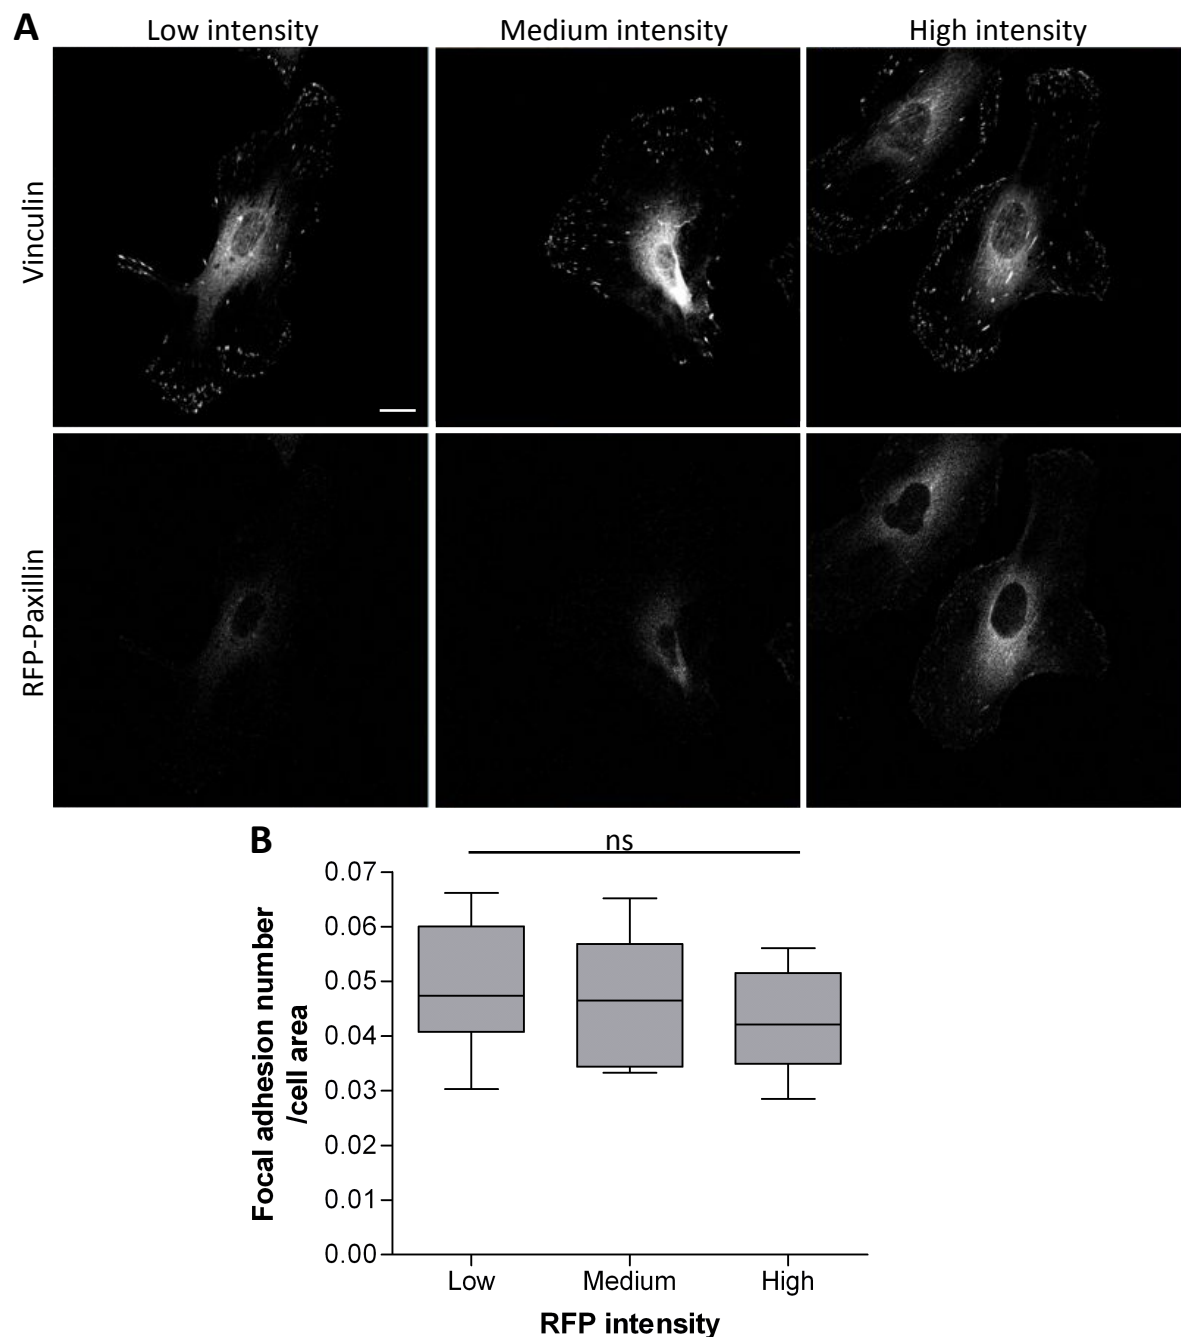 A
Low intensity
Medium intensity
High intensity
Vinculin
RFP-Paxillin
B
ns
0.07
0.06
0.05
0.04
0.03
0.02
0.01
0.00
Focal adhesion number
/cell area
Low
Medium
High
RFP intensity